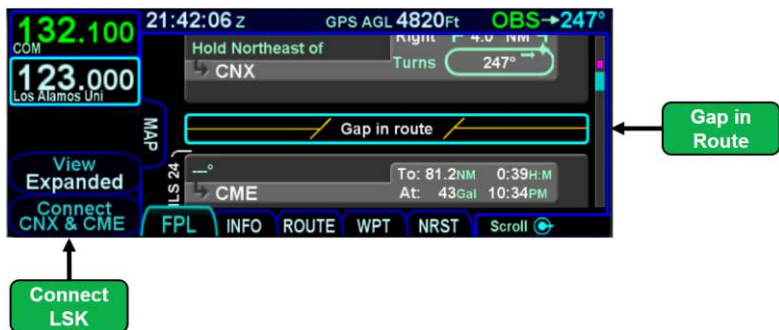 132.100
COM
21:42:06 Z GPS AGL 4820Ft OBS→247°
123.000
Los Alamos Uni
Hold Northeast of
CNX
Right 4.0 NM
Turns 247°
MAP
Gap in route
Gap in
Route
View
Expanded
ILS 24
---°
CME
To: 81.2NM 0:39H:M
At: 43Gal 10:34PM
Connect
CNX & CME
FPL INFO ROUTE WPT NRST Scroll
Connect
LSK